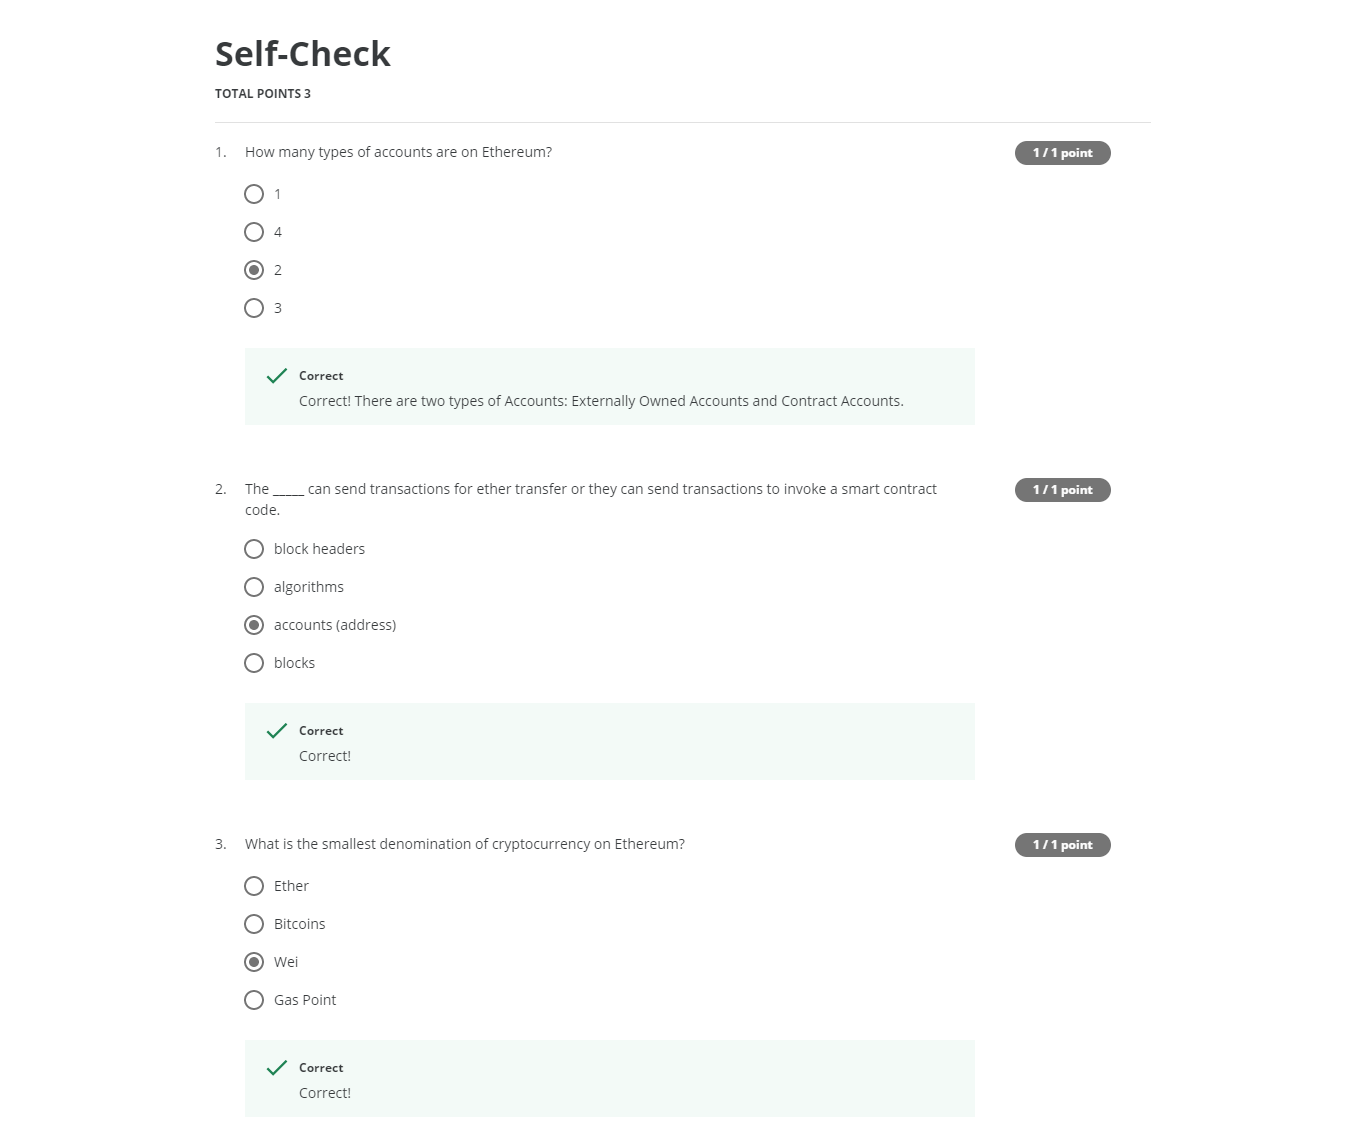 Self-Check
TOTAL POINTS 3
1. How many types of accounts are on Ethereum?
1 / 1 point
1
4
2
3
Correct
Correct! There are two types of Accounts: Externally Owned Accounts and Contract Accounts.
2. The _____ can send transactions for ether transfer or they can send transactions to invoke a smart contract
code.
1 / 1 point
block headers
algorithms
accounts (address)
blocks
Correct
Correct!
3. What is the smallest denomination of cryptocurrency on Ethereum?
1 / 1 point
Ether
Bitcoins
Wei
Gas Point
Correct
Correct!